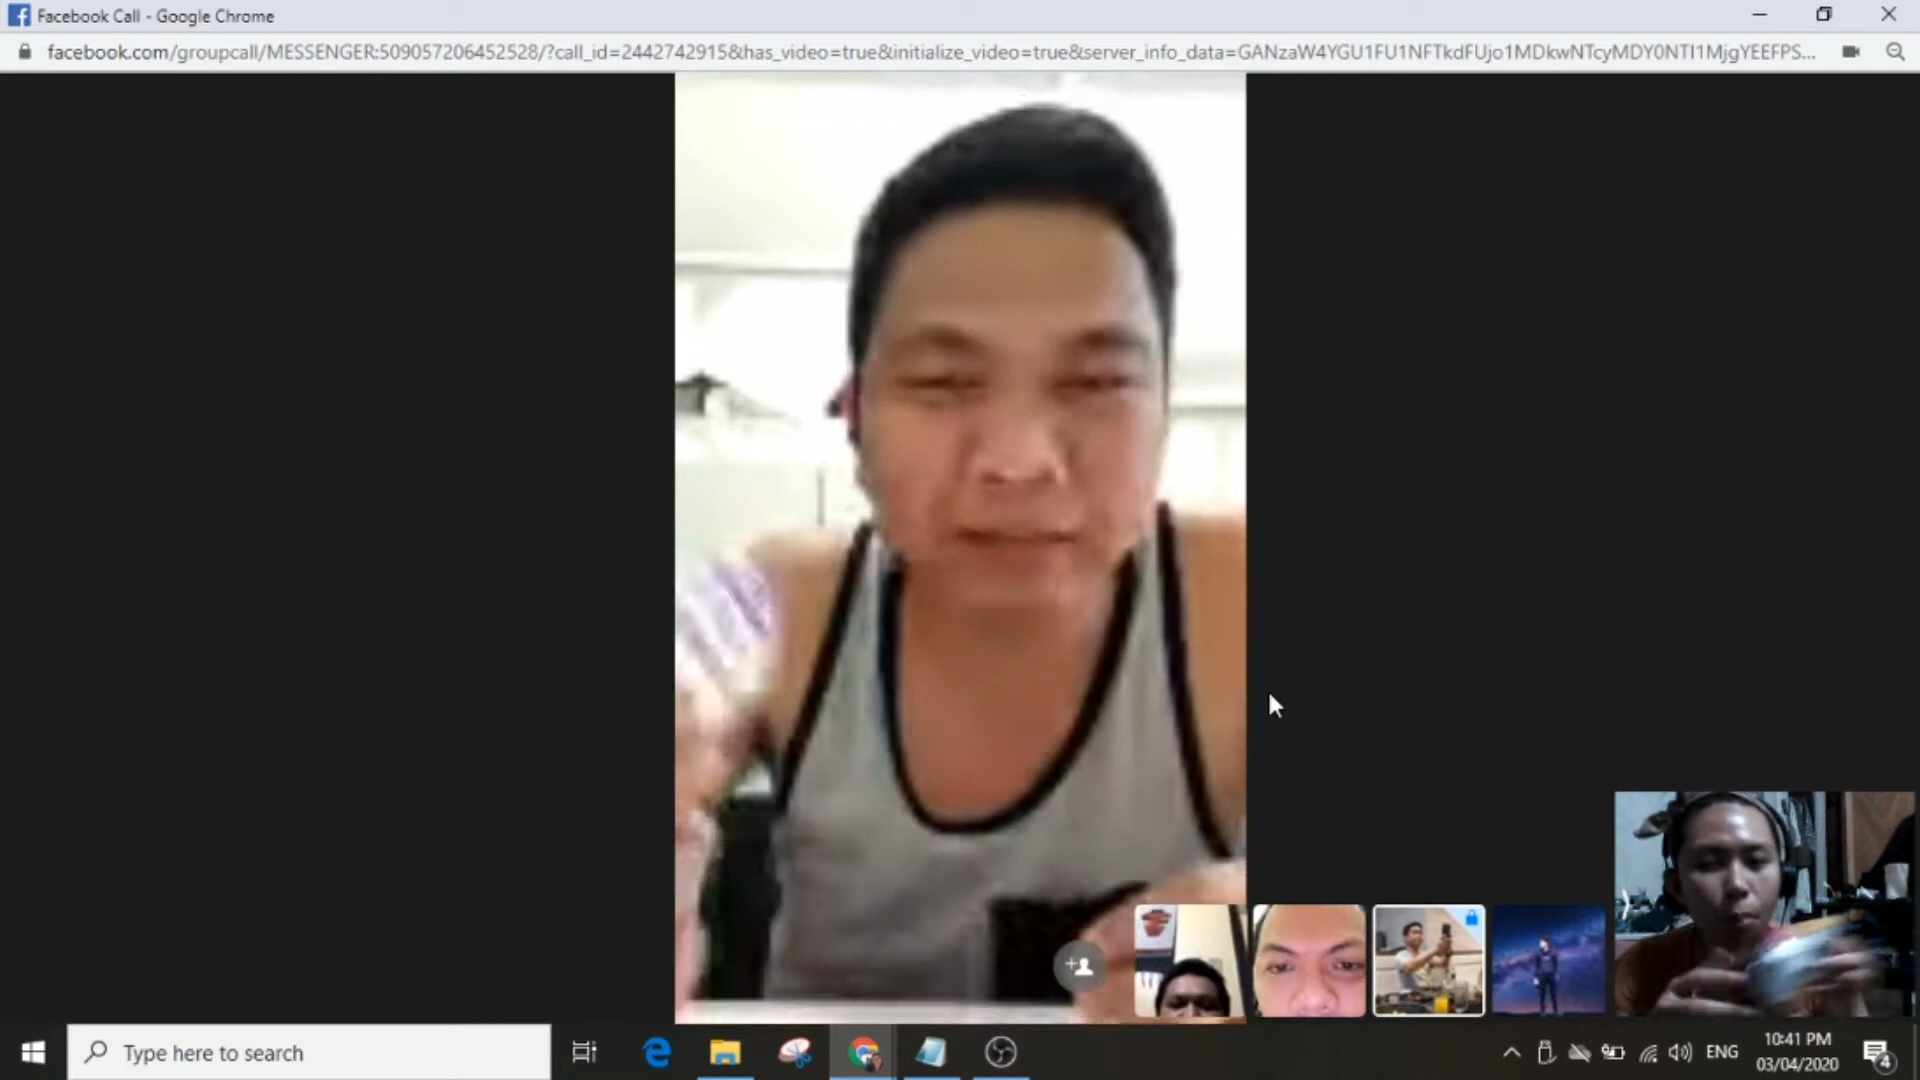 Facebook Call - Google Chrome
facebook.com/groupcall/MESSENGER:509057206452528/?call_id=2442742915&has_video=true&initialize_video=true&server_info_data=GANzaW4YGU1FU1NFTkdFUjo1MDkwNTcyMDY0NTI1MjgYEEFPS...
Type here to search
ENG
10:41 PM
03/04/2020
4